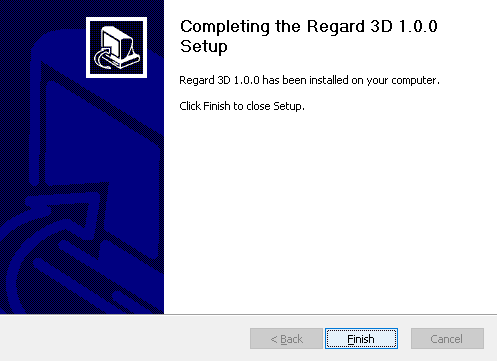 Completing the Regard 3D 1.0.0
Setup
Regard 3D 1.0.0 has been installed on your computer.
Click Finish to close Setup.
< Back
Finish
Cancel